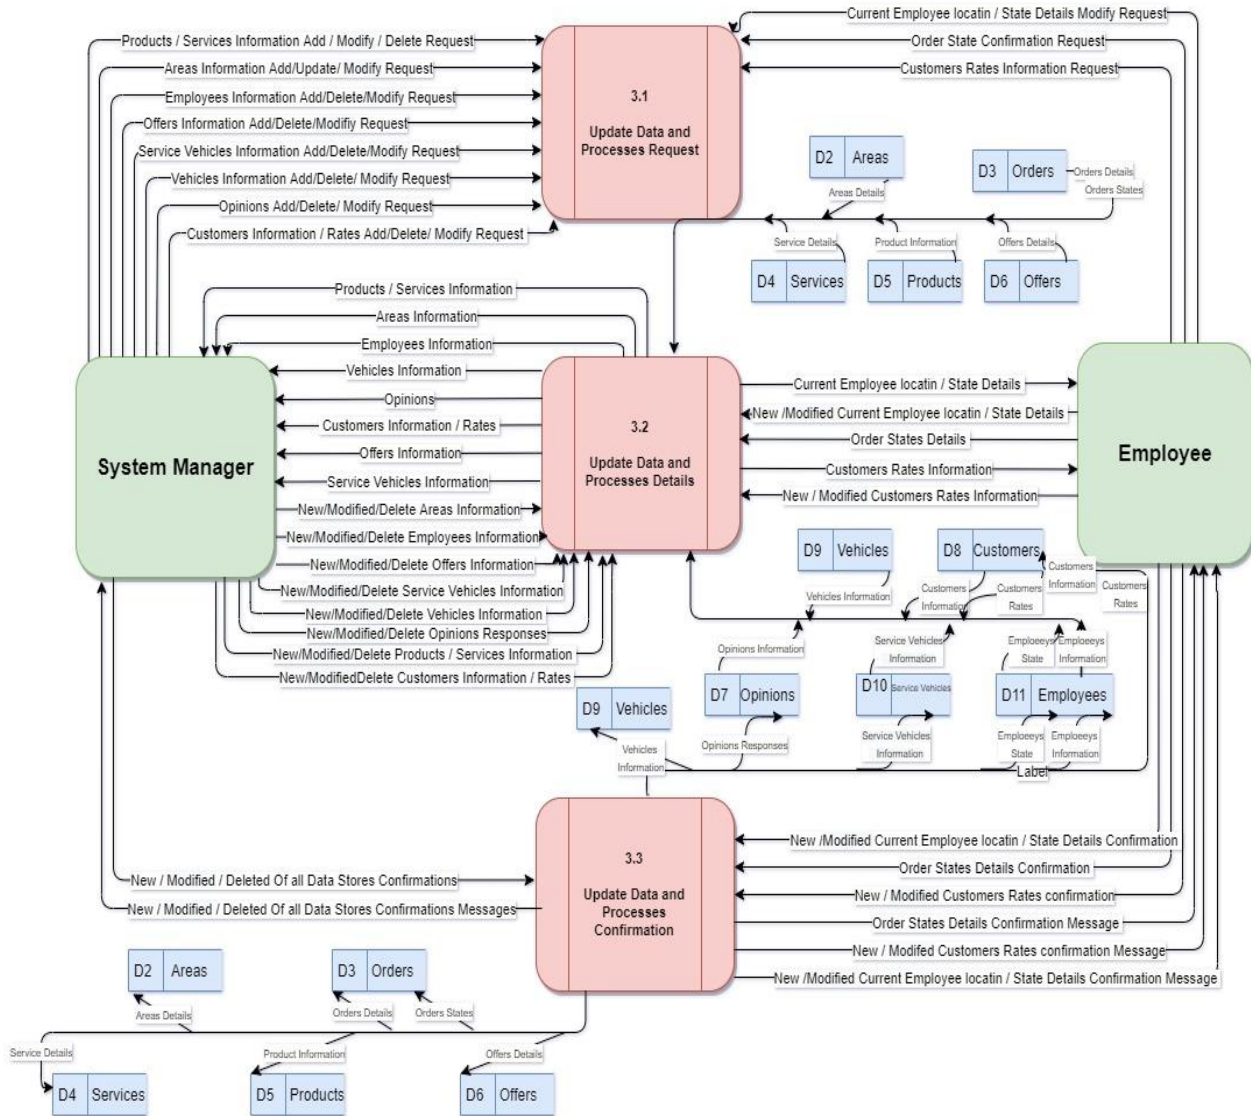 Products / Services Information Add / Modify / Delete Request
Areas Information Add/Update/ Modify Request
Employees Information Add/Delete/Modify Request
Offers Information Add/Delete/Modifiy Request
Service Vehicles Information Add/Delete/Modify Request
Vehicles Information Add/Delete/ Modify Request
Opinions Add/Delete/ Modify Request
Customers Information / Rates Add/Delete/ Modify Request
3.1
Update Data and
Processes Request
Current Employee locatin / State Details Modify Request
Order State Confirmation Request
Customers Rates Information Request
D2 Areas
Areas Details
D3 Orders
Orders Details
Orders States
Service Details
Product Information
Offers Details
D4 Services
D5 Products
D6 Offers
Products / Services Information
Areas Information
Employees Information
Vehicles Information
Opinions
Customers Information / Rates
Offers Information
Service Vehicles Information
New/Modified/Delete Areas Information
New/Modified/Delete Employees Information
New/Modified/Delete Offers Information
New/Modified/Delete Service Vehicles Information
New/Modified/Delete Vehicles Information
New/Modified/Delete Opinions Responses
New/Modified/Delete Products / Services Information
New/ModifiedDelete Customers Information / Rates
System Manager
3.2
Update Data and
Processes Details
Current Employee locatin / State Details
New /Modified Current Employee locatin / State Details
Order States Details
Customers Rates Information
New / Modified Customers Rates Information
Employee
D9 Vehicles
Vehicles Information
D8 Customers
Customers
Information
Customers
Rates
Customers
Information
Customers
Rates
Opinions Information
Service Vehicles
Information
Emploeeys
State
Emploeeys
Information
D7 Opinions
D10 Service Vehicles
D11 Employees
D9 Vehicles
Vehicles
Information
Opinions Responses
Service Vehicles
Information
Emploeeys
State
Emploeeys
Information
Label
3.3
Update Data and
Processes
Confirmation
New / Modified / Deleted Of all Data Stores Confirmations
New / Modified / Deleted Of all Data Stores Confirmations Messages
New /Modified Current Employee locatin / State Details Confirmation
Order States Details Confirmation
New / Modified Customers Rates confirmation
Order States Details Confirmation Message
New / Modifed Customers Rates confirmation Message
New /Modified Current Employee locatin / State Details Confirmation Message
D2 Areas
Areas Details
D3 Orders
Orders Details
Orders States
Service Details
Product Information
Offers Details
D4 Services
D5 Products
D6 Offers